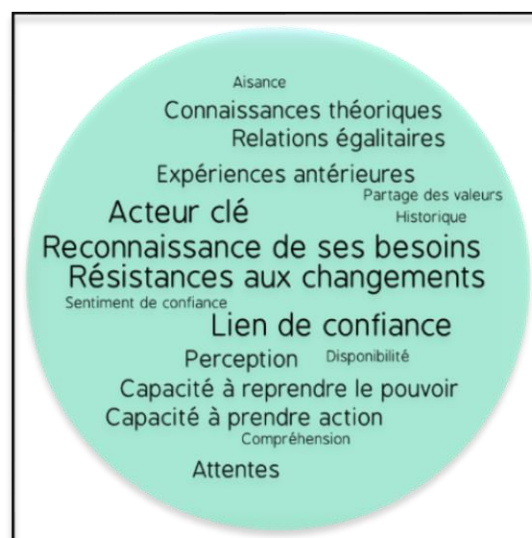 Aisance
Connaissances théoriques
Relations égalitaires
Expériences antérieures
Partage des valeurs
Acteur clé
Historique
Reconnaissance de ses besoins
Résistances aux changements
Sentiment de confiance
Lien de confiance
Perception
Disponibilité
Capacité à reprendre le pouvoir
Capacité à prendre action
Compréhension
Attentes